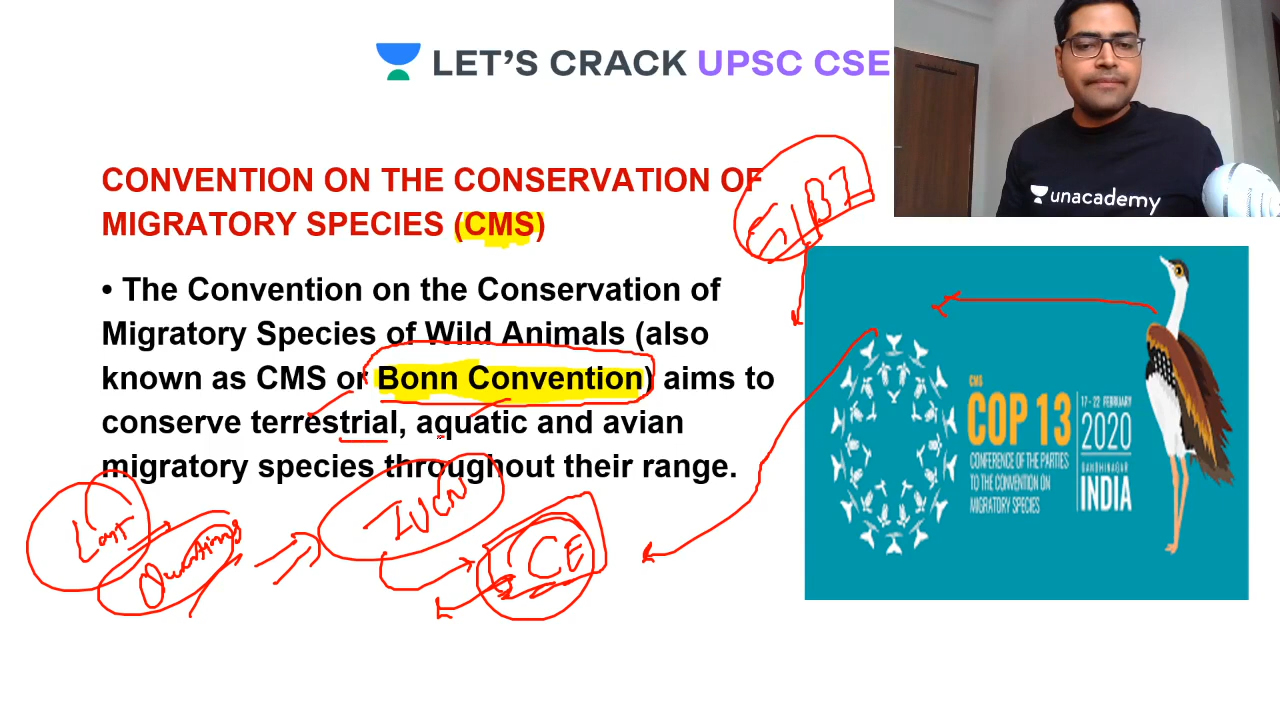 LET'S CRACK UPSC CSE
unacademy
CONVENTION ON THE CONSERVATION OF
MIGRATORY SPECIES (CMS)
• The Convention on the Conservation of
Migratory Species of Wild Animals (also
known as CMS or Bonn Convention) aims to
conserve terrestrial, aquatic and avian
migratory species throughout their range.
CMS
COP 13
CONFERENCE OF THE PARTIES
TO THE CONVENTION ON
MIGRATORY SPECIES
17-22 FEBRUARY
2020
GANDHINAGAR
INDIA
IUCN
CE